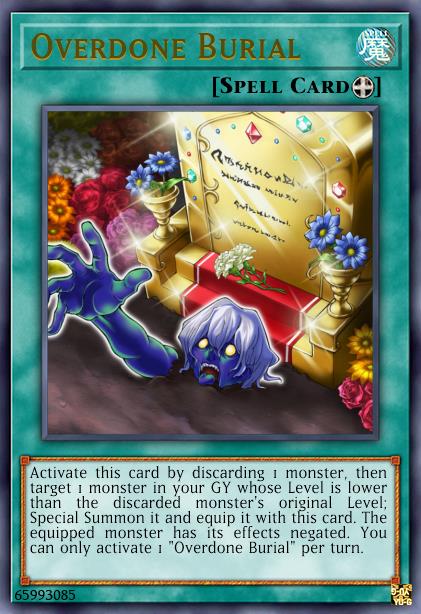 OVERDONE BURIAL
魔
[SPELL CARD]
Activate this card by discarding 1 monster, then
target 1 monster in your GY whose Level is lower
than the discarded monster's original Level;
Special Summon it and equip it with this card. The
equipped monster has its effects negated. You
can only activate 1 "Overdone Burial" per turn.
65993085